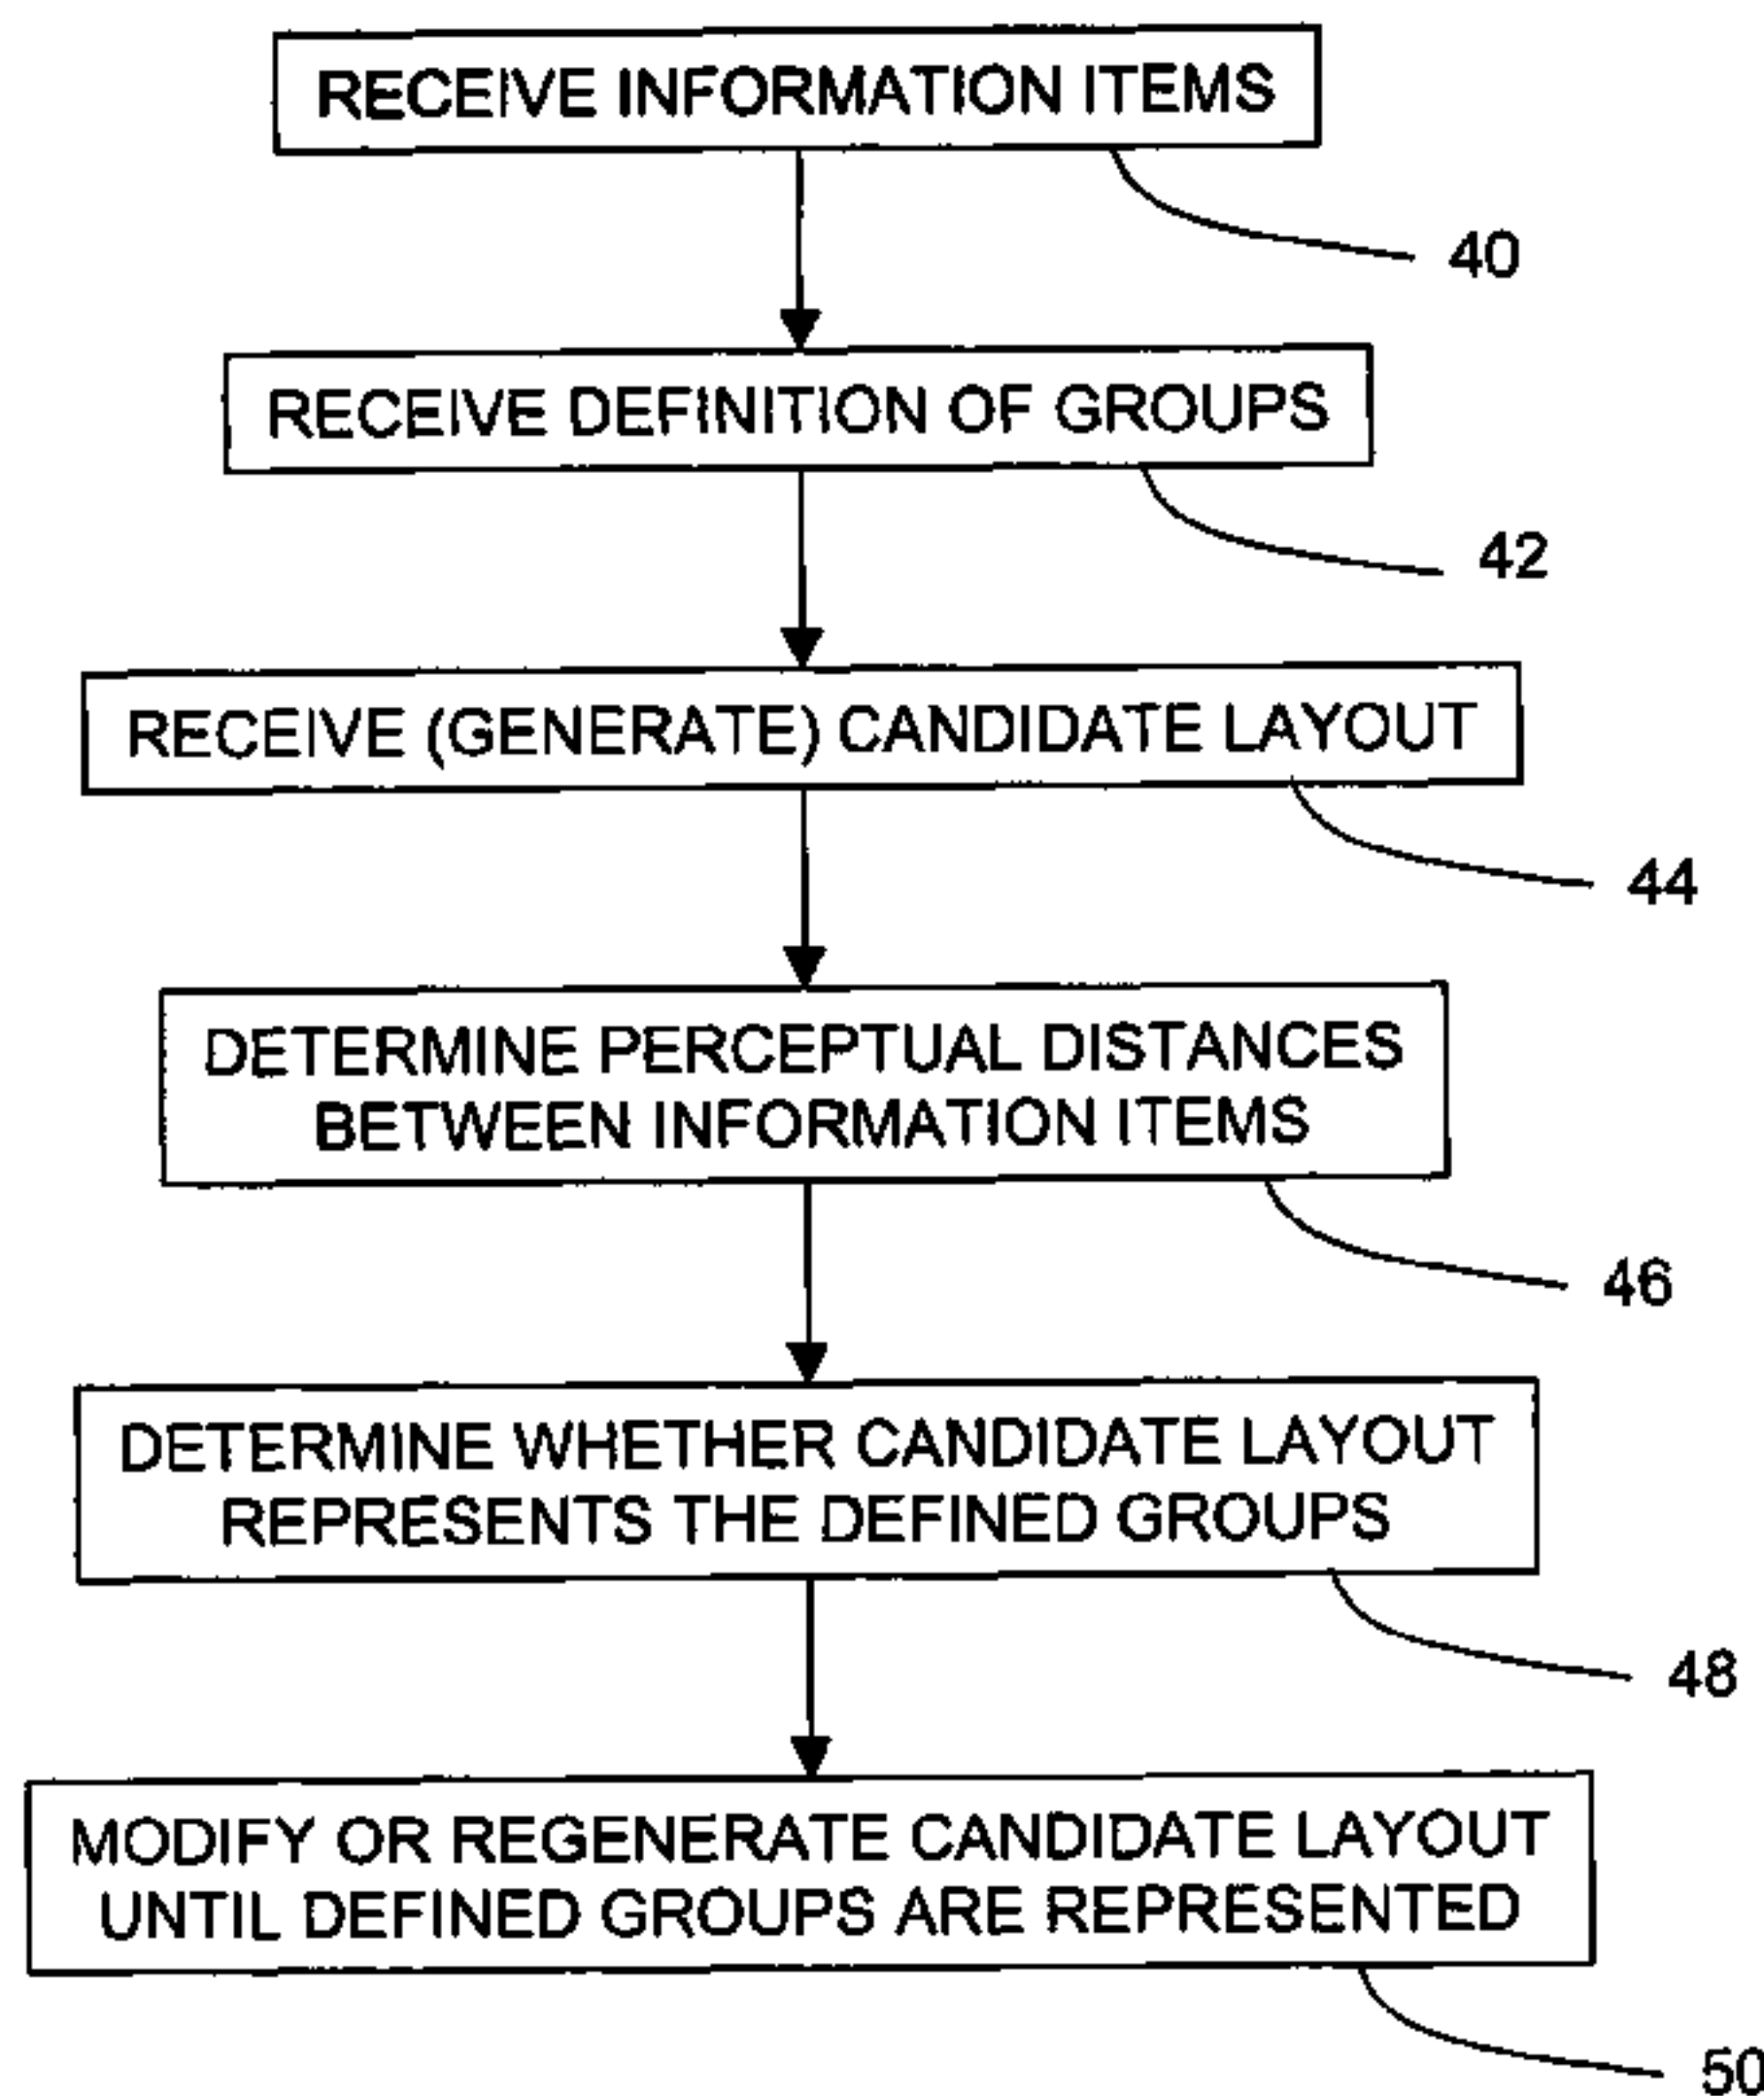 RECEIVE INFORMATION ITEMS
40
RECEIVE DEFINITION OF GROUPS
42
RECEIVE (GENERATE) CANDIDATE LAYOUT
44
DETERMINE PERCEPTUAL DISTANCES
BETWEEN INFORMATION ITEMS
46
DETERMINE WHETHER CANDIDATE LAYOUT
REPRESENTS THE DEFINED GROUPS
48
MODIFY OR REGENERATE CANDIDATE LAYOUT
UNTIL DEFINED GROUPS ARE REPRESENTED
50